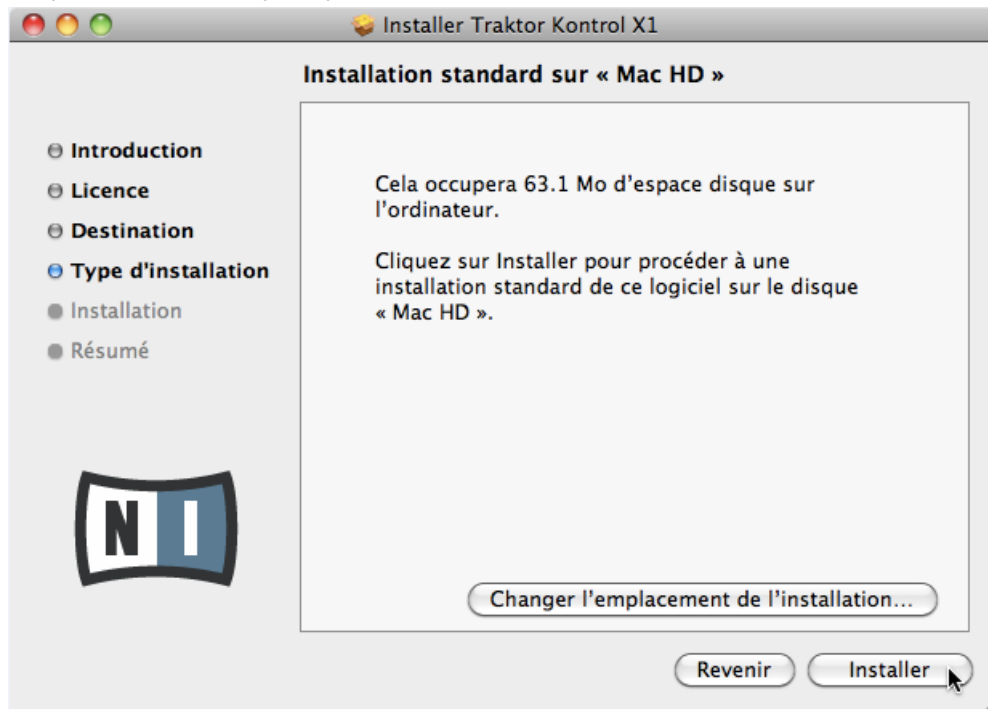 Installer Traktor Kontrol X1
Installation standard sur « Mac HD »
Introduction
Licence
Destination
Type d'installation
Installation
Résumé
Cela occupera 63.1 Mo d'espace disque sur
l'ordinateur.
Cliquez sur Installer pour procéder à une
installation standard de ce logiciel sur le disque
« Mac HD ».
NI
Changer l'emplacement de l'installation...
Revenir
Installer